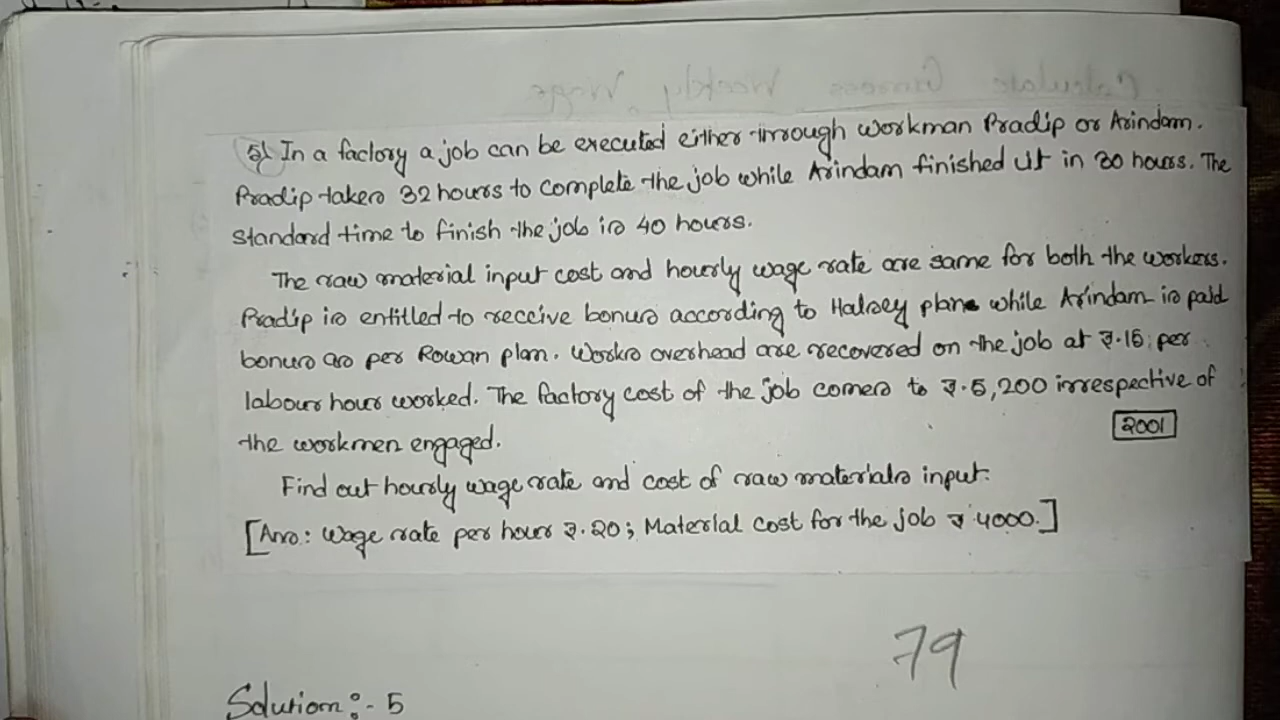 Calculate Gross Weekly Wage
5) In a factory a job can be executed either through workman Pradip or Arindam.
Pradip takes 32 hours to complete the job while Arindam finished it in 30 hours. The
standard time to finish the job is 40 hours.
The raw material input cost and hourly wage rate are same for both the workers.
Pradip is entitled to receive bonus according to Halsey plan while Arindam is paid
bonus as per Rowan plan. Works overhead are recovered on the job at ₹.15 per
labour hour worked. The factory cost of the job comes to ₹.5,200 irrespective of
the workmen engaged.
2001
Find out hourly wage rate and cost of raw materials input.
[Ans: Wage rate per hour ₹.20; Material cost for the job ₹ 4000.]
79
Solution:- 5